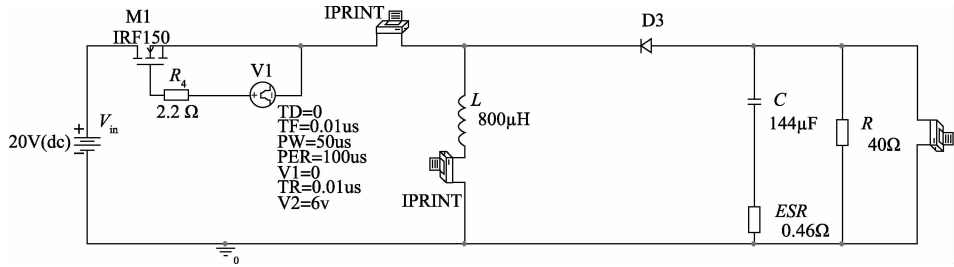 M1
IRF150
IPRINT
D3
R4
2.2 Ω
V1
TD=0
TF=0.01us
PW=50us
PER=100us
V1=0
TR=0.01us
V2=6v
Vin
20V(dc)
+
−
+
−
L
800μH
IPRINT
C
144μF
R
40Ω
ESR
0.46Ω
0